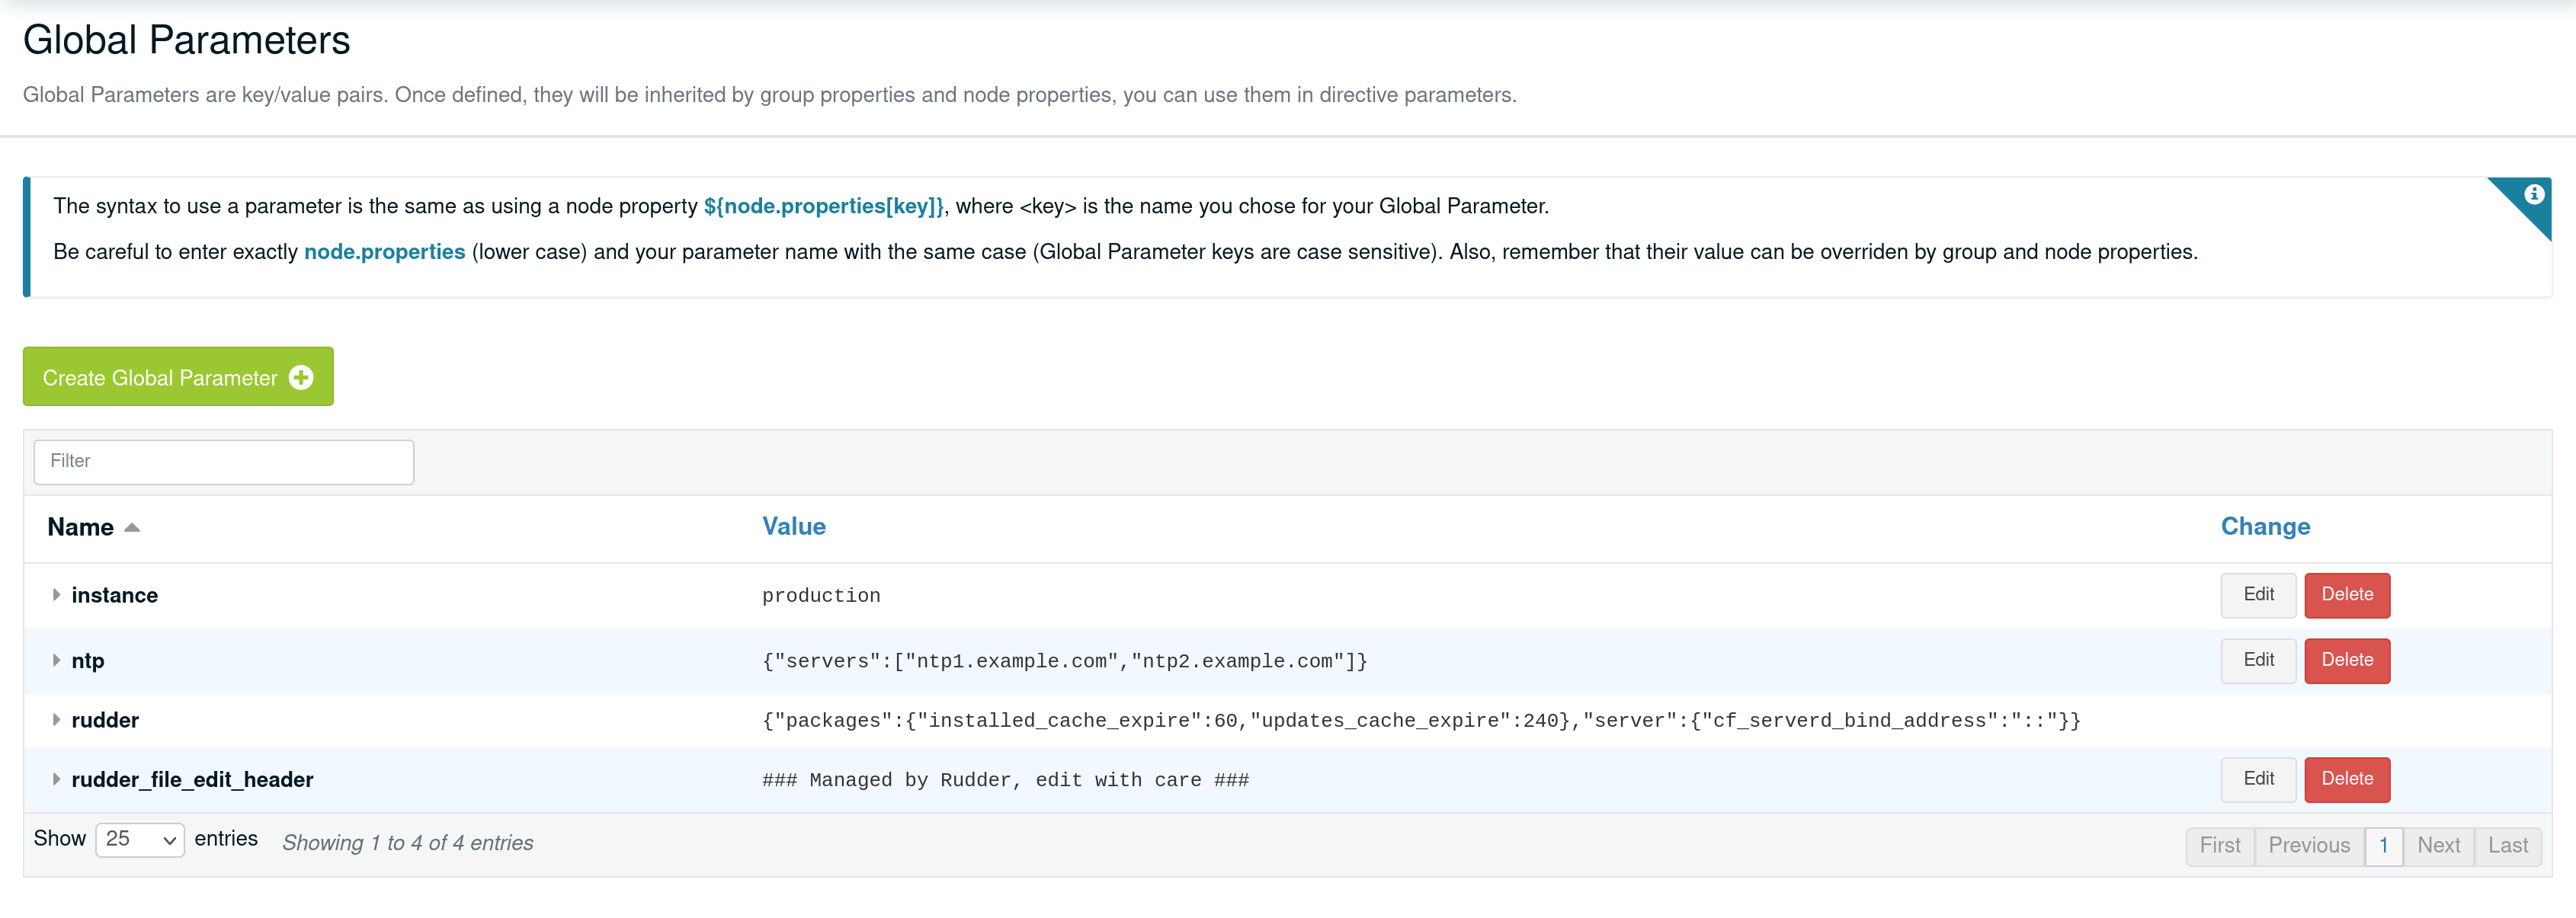 Global Parameters
Global Parameters are key/value pairs. Once defined, they will be inherited by group properties and node properties, you can use them in directive parameters.
The syntax to use a parameter is the same as using a node property ${node.properties[key]}, where <key> is the name you chose for your Global Parameter.
Be careful to enter exactly node.properties (lower case) and your parameter name with the same case (Global Parameter keys are case sensitive). Also, remember that their value can be overriden by group and node properties.
Create Global Parameter
Filter
Name Value Change
instance production Edit Delete
ntp {"servers":["ntp1.example.com","ntp2.example.com"]} Edit Delete
rudder {"packages":{"installed_cache_expire":60,"updates_cache_expire":240},"server":{"cf_serverd_bind_address":"::"}}
rudder_file_edit_header ### Managed by Rudder, edit with care ### Edit Delete
Show 25 entries Showing 1 to 4 of 4 entries First Previous 1 Next Last